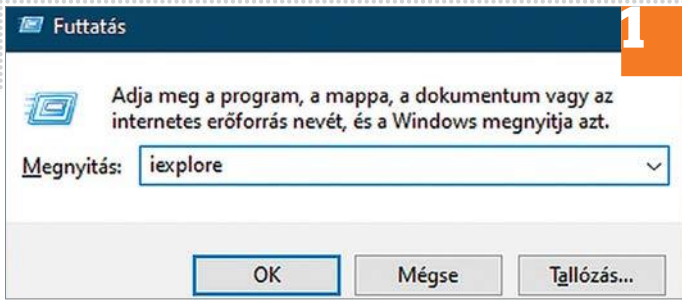 Futtatás
1
Adja meg a program, a mappa, a dokumentum vagy az
internetes erőforrás nevét, és a Windows megnyitja azt.
Megnyitás: iexplore
OK Mégse Tallózás...